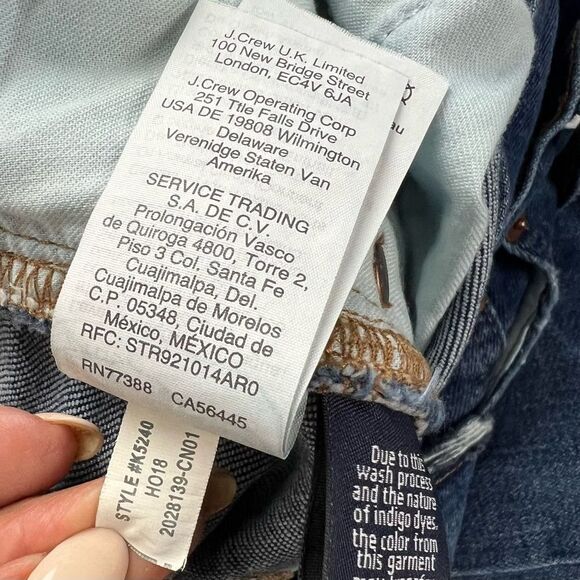 J.Crew U.K. Limited
100 New Bridge Street
London, EC4V 6JA
J.Crew Operating Corp
251 Ttle Falls Drive
USA DE 19808 Wilmington
Delaware
Verenidge Staten Van
Amerika
SERVICE TRADING
S.A. DE C.V.
Prolongación Vasco
de Quiroga 4800, Torre 2,
Piso 3 Col, Santa Fe
Cuajimalpa, Del.
Cuajimalpa de Morelos
C.P. 05348, Ciudad de
México, MÉXICO
RFC: STR921014AR0
RN77388 CA56445
au
STYLE #K5240
HO18
2028139-CN01
Due to this
wash process
and the nature
of indigo dyes,
the color from
this garment